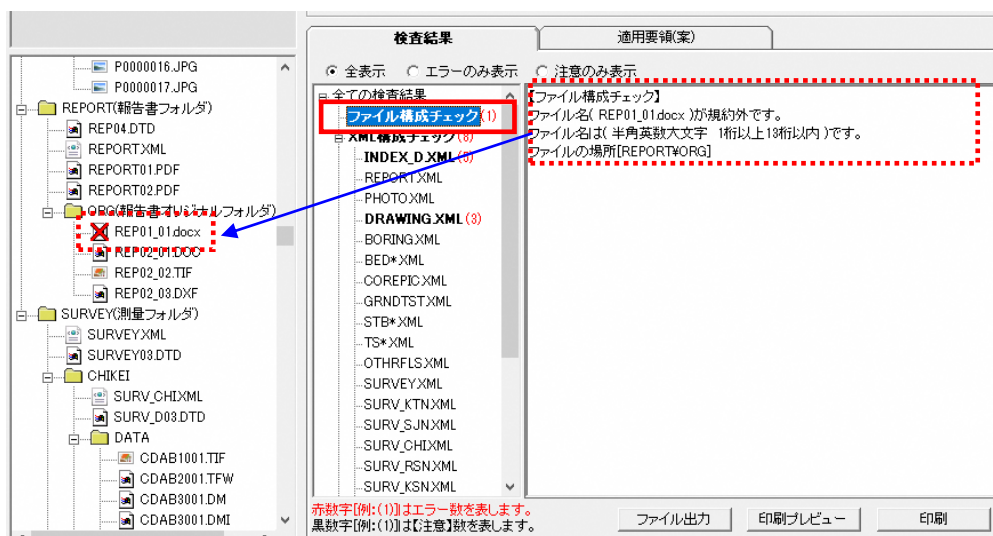 P0000016.JPG
P0000017.JPG
REPORT(報告書フォルダ)
REP04.DTD
REPORT.XML
REPORT01.PDF
REPORT02.PDF
ORG(報告書オリジナルフォルダ)
REP01_01.docx
REP02_01.DOC
REP02_02.TIF
REP02_03.DXF
SURVEY(測量フォルダ)
SURVEY.XML
SURVEY03.DTD
CHIKEI
SURV_CHI.XML
SURV_D03.DTD
DATA
CDAB1001.TIF
CDAB2001.TFW
CDAB3001.DM
CDAB3001.DMI
検査結果
適用要領(案)
全表示 エラーのみ表示 注意のみ表示
全ての検査結果
ファイル構成チェック(1)
XML構成チェック(8)
INDEX_D.XML(5)
REPORT.XML
PHOTO.XML
DRAWING.XML(3)
BORING.XML
BED*.XML
COREPIC.XML
GRNDTST.XML
STB*.XML
TS*.XML
OTHRFLS.XML
SURVEY.XML
SURV_KTN.XML
SURV_SJN.XML
SURV_CHI.XML
SURV_RSN.XML
SURV_KSN.XML
【ファイル構成チェック】
ファイル名( REP01_01.docx )が規約外です。
ファイル名は( 半角英数大文字 1桁以上13桁以内 )です。
ファイルの場所[REPORT¥ORG]
赤数字[例:(1)]はエラー数を表します。
黒数字[例:(1)]は【注意】数を表します。
ファイル出力
印刷プレビュー
印刷